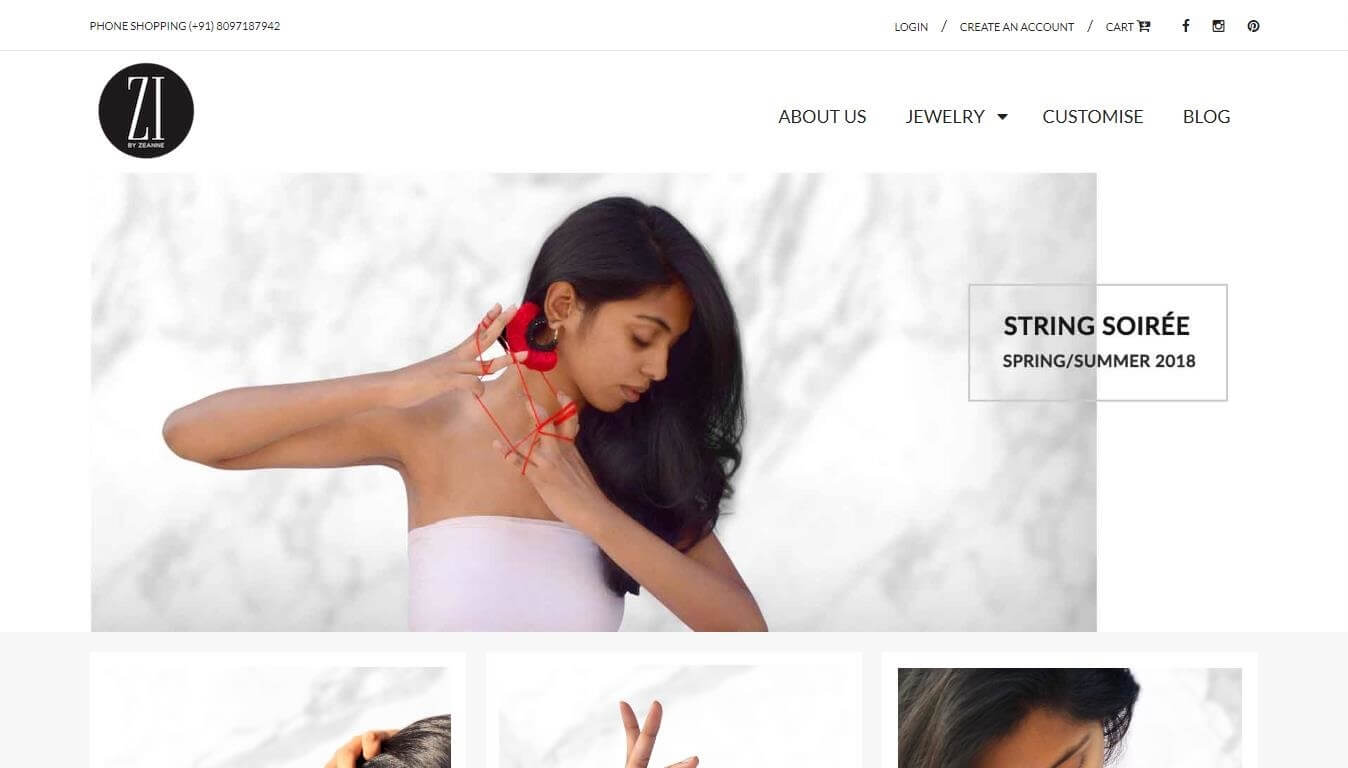 PHONE SHOPPING (+91) 8097187942
LOGIN / CREATE AN ACCOUNT / CART
ZI
BY ZEANNE
ABOUT US JEWELRY CUSTOMISE BLOG
STRING SOIRÉE
SPRING/SUMMER 2018